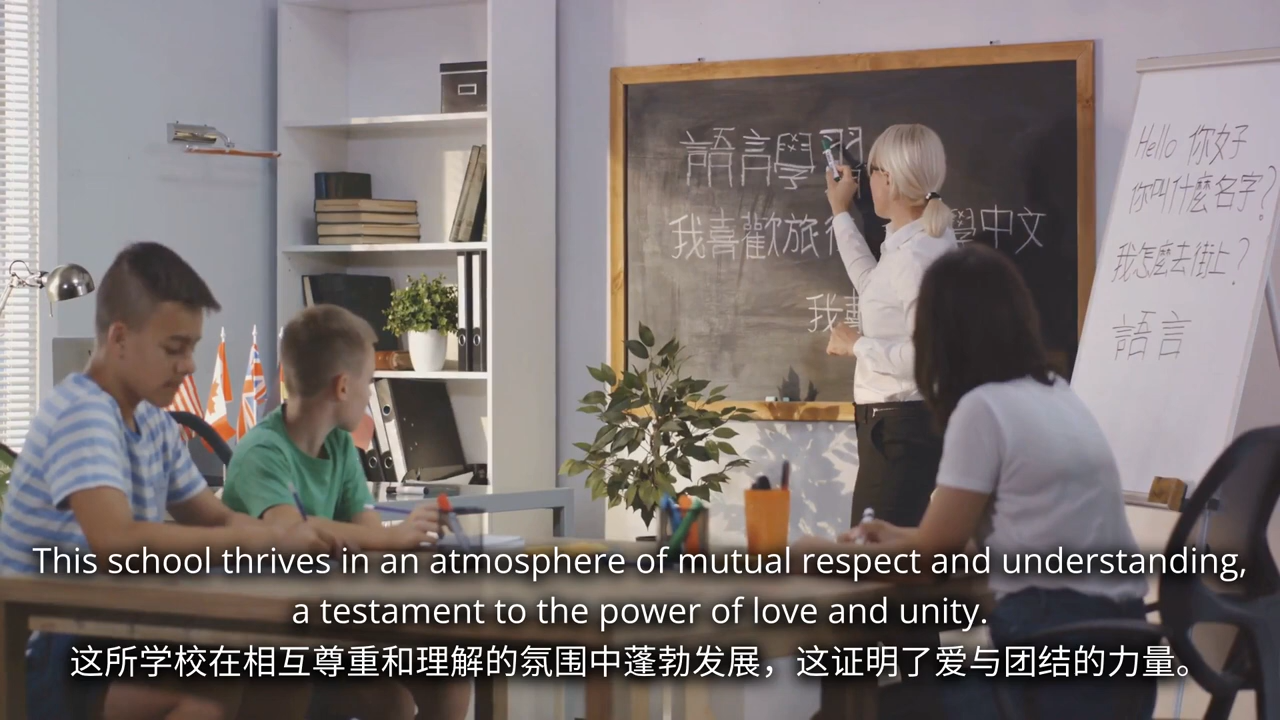 語言學習
我喜歡旅 學中文
我喜
Hello 你好
你叫什麼名字?
我怎麼去街上?
語言
This school thrives in an atmosphere of mutual respect and understanding,
a testament to the power of love and unity.
这所学校在相互尊重和理解的氛围中蓬勃发展，这证明了爱与团结的力量。